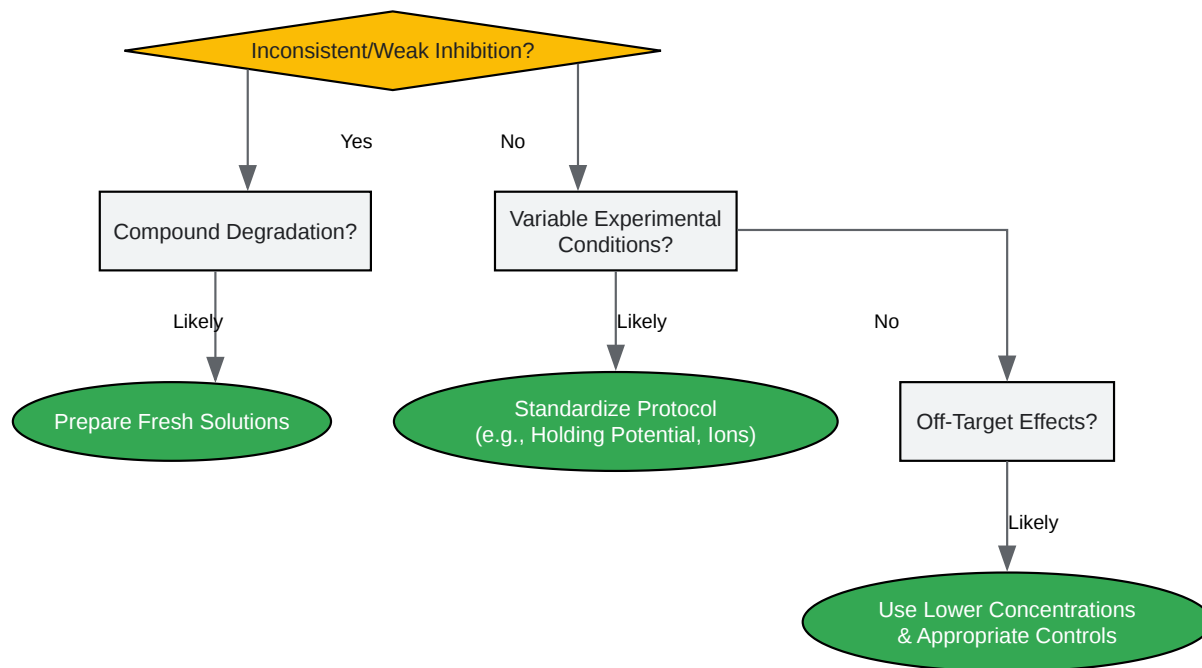 Inconsistent/Weak Inhibition?
Yes
No
Compound Degradation?
Variable Experimental
Conditions?
Likely
Likely
No
Prepare Fresh Solutions
Standardize Protocol
(e.g., Holding Potential, Ions)
Off-Target Effects?
Likely
Use Lower Concentrations
& Appropriate Controls